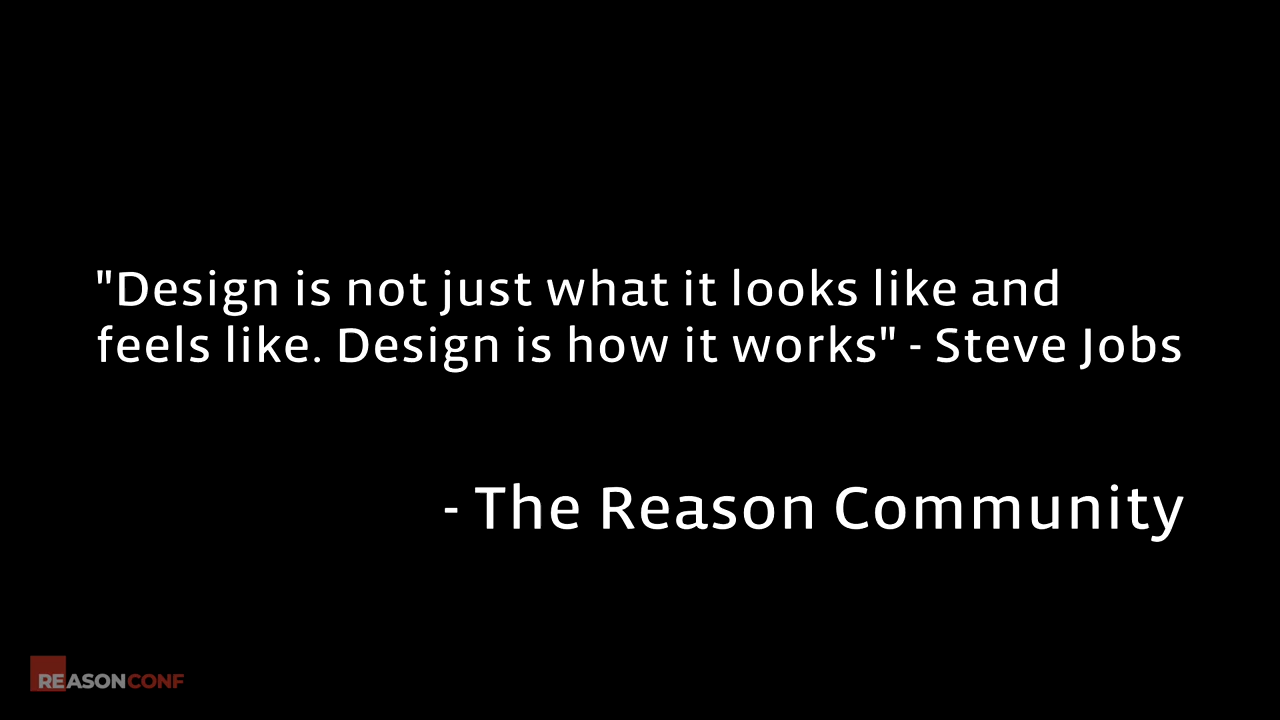 "Design is not just what it looks like and
feels like. Design is how it works" - Steve Jobs
- The Reason Community
REASONCONF